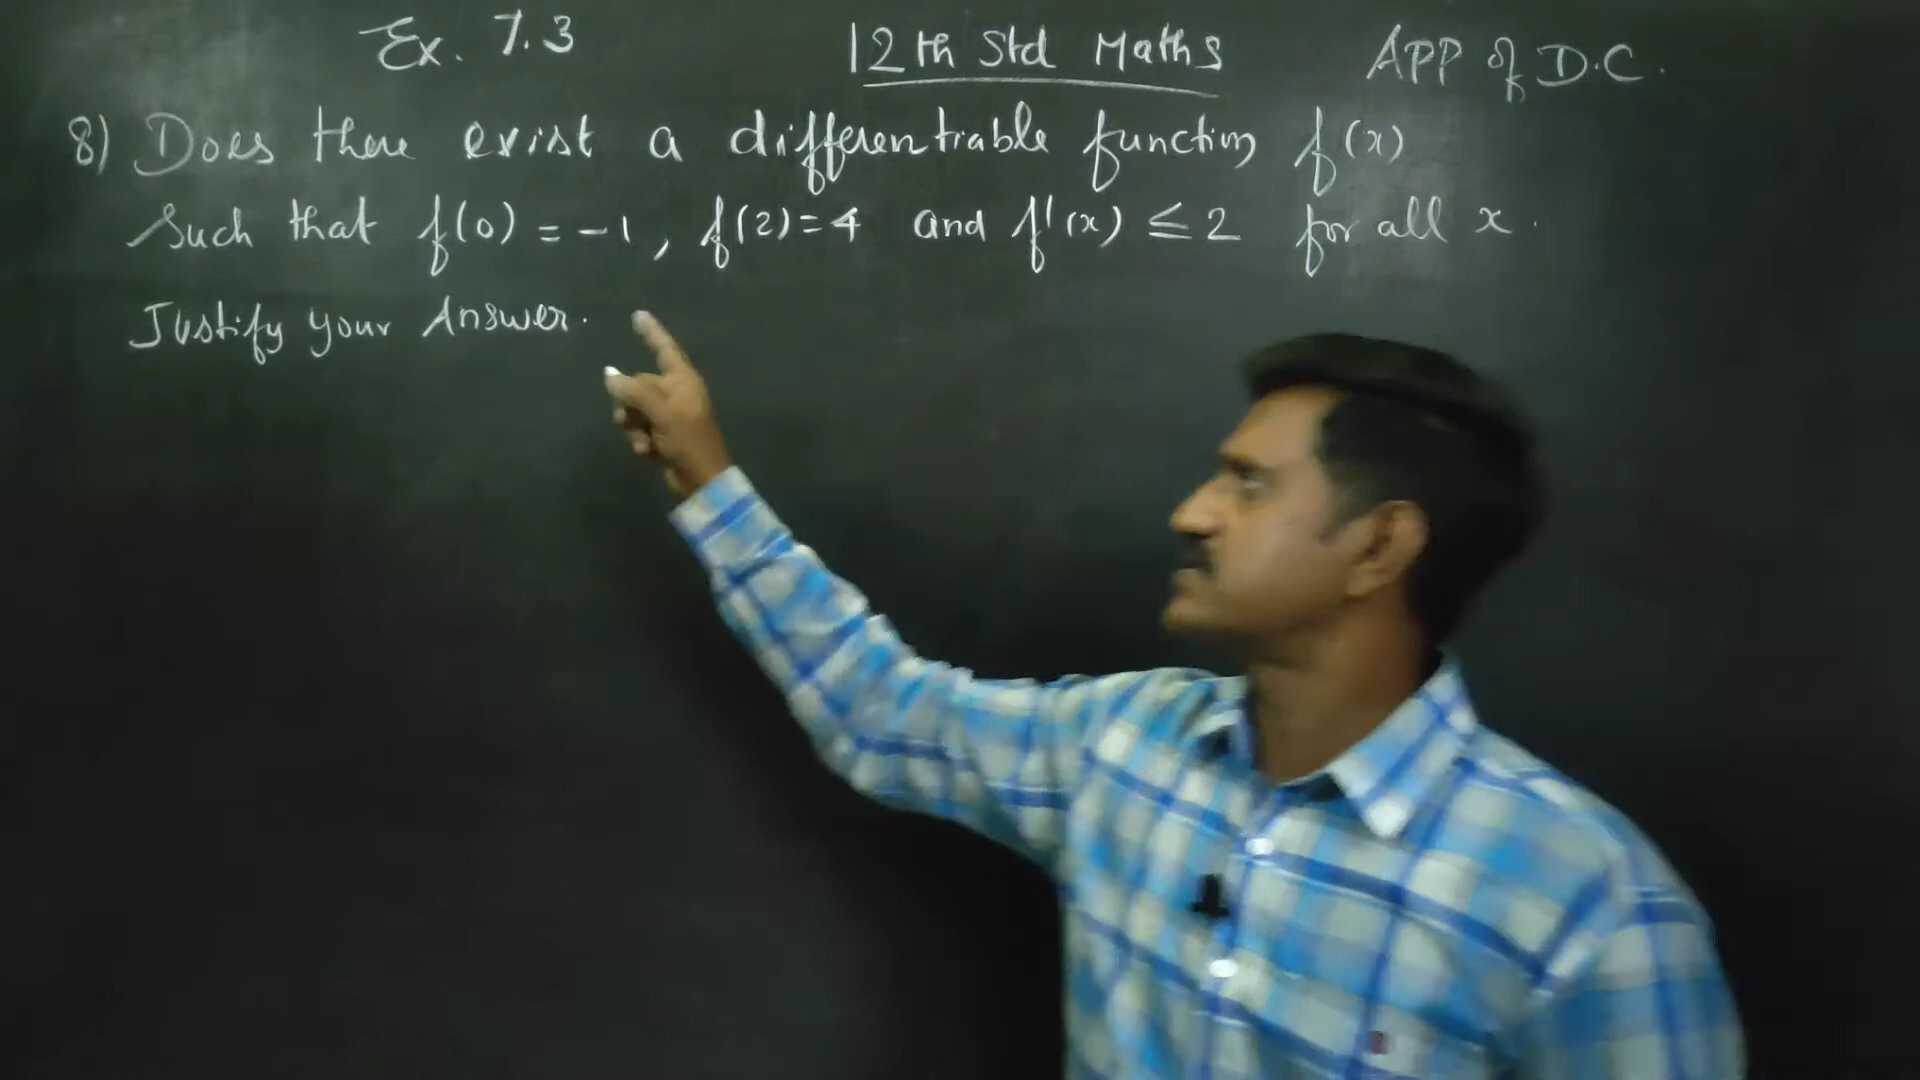 Ex. 7.3 12th Std Maths APP of D.C.
8) Does there exist a differentiable function f(x)
Such that f(0) = -1, f(2)=4 and f'(x) ≤ 2 for all x.
Justify your Answer.